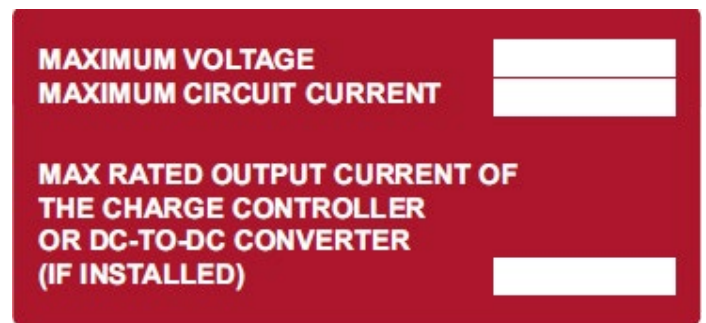 MAXIMUM VOLTAGE
MAXIMUM CIRCUIT CURRENT
MAX RATED OUTPUT CURRENT OF
THE CHARGE CONTROLLER
OR DC-TO-DC CONVERTER
(IF INSTALLED)